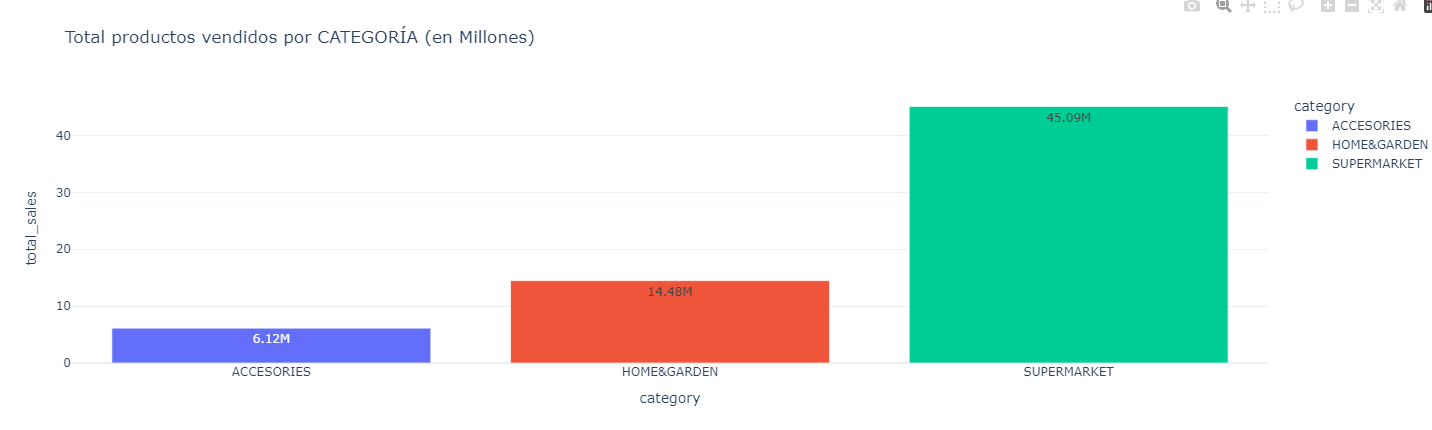 Total productos vendidos por CATEGORÍA (en Millones)
total_sales
40
30
20
10
0
45.09M
14.48M
6.12M
ACCESORIES
HOME&GARDEN
SUPERMARKET
category
category
ACCESORIES
HOME&GARDEN
SUPERMARKET